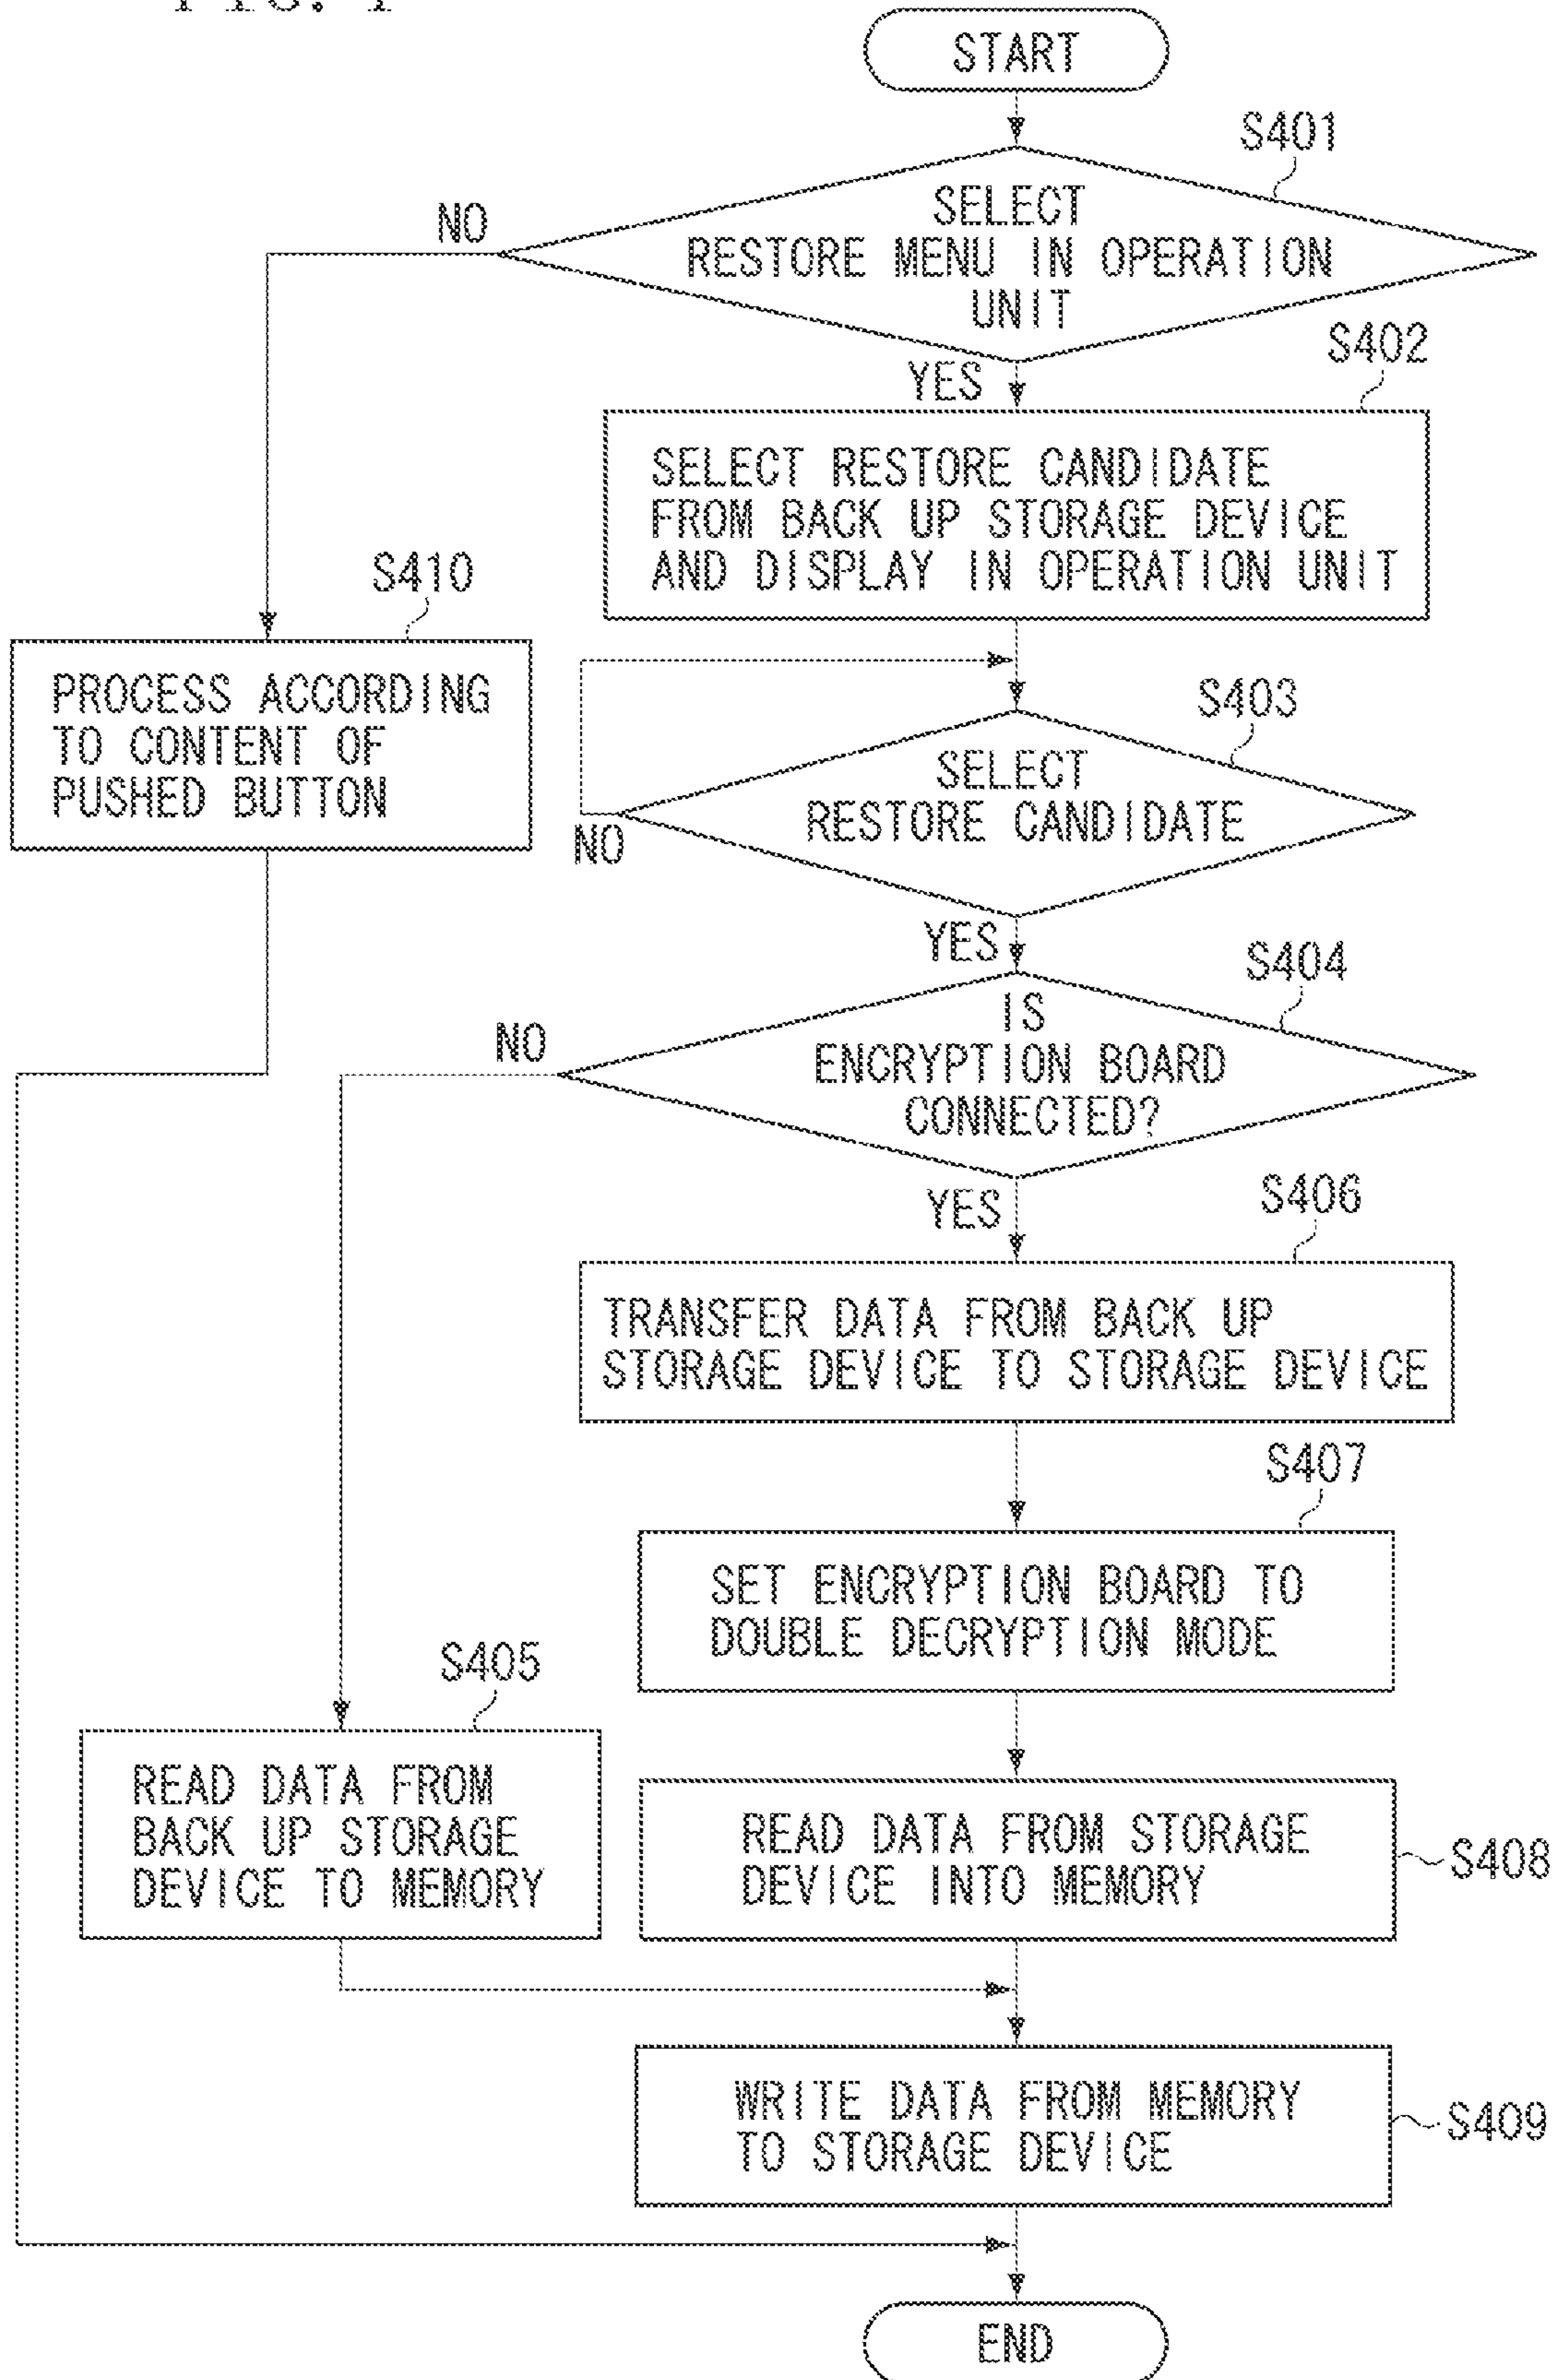 START
S401
SELECT
RESTORE MENU IN OPERATION
UNIT
NO
YES
S402
SELECT RESTORE CANDIDATE
FROM BACK UP STORAGE DEVICE
AND DISPLAY IN OPERATION UNIT
S410
PROCESS ACCORDING
TO CONTENT OF
PUSHED BUTTON
S403
SELECT
RESTORE CANDIDATE
NO
YES
S404
IS
ENCRYPTION BOARD
CONNECTED?
NO
YES
S406
TRANSFER DATA FROM BACK UP
STORAGE DEVICE TO STORAGE DEVICE
S407
SET ENCRYPTION BOARD TO
DOUBLE DECRYPTION MODE
S405
READ DATA FROM
BACK UP STORAGE
DEVICE TO MEMORY
READ DATA FROM STORAGE
DEVICE INTO MEMORY
S408
WRITE DATA FROM MEMORY
TO STORAGE DEVICE
S409
END